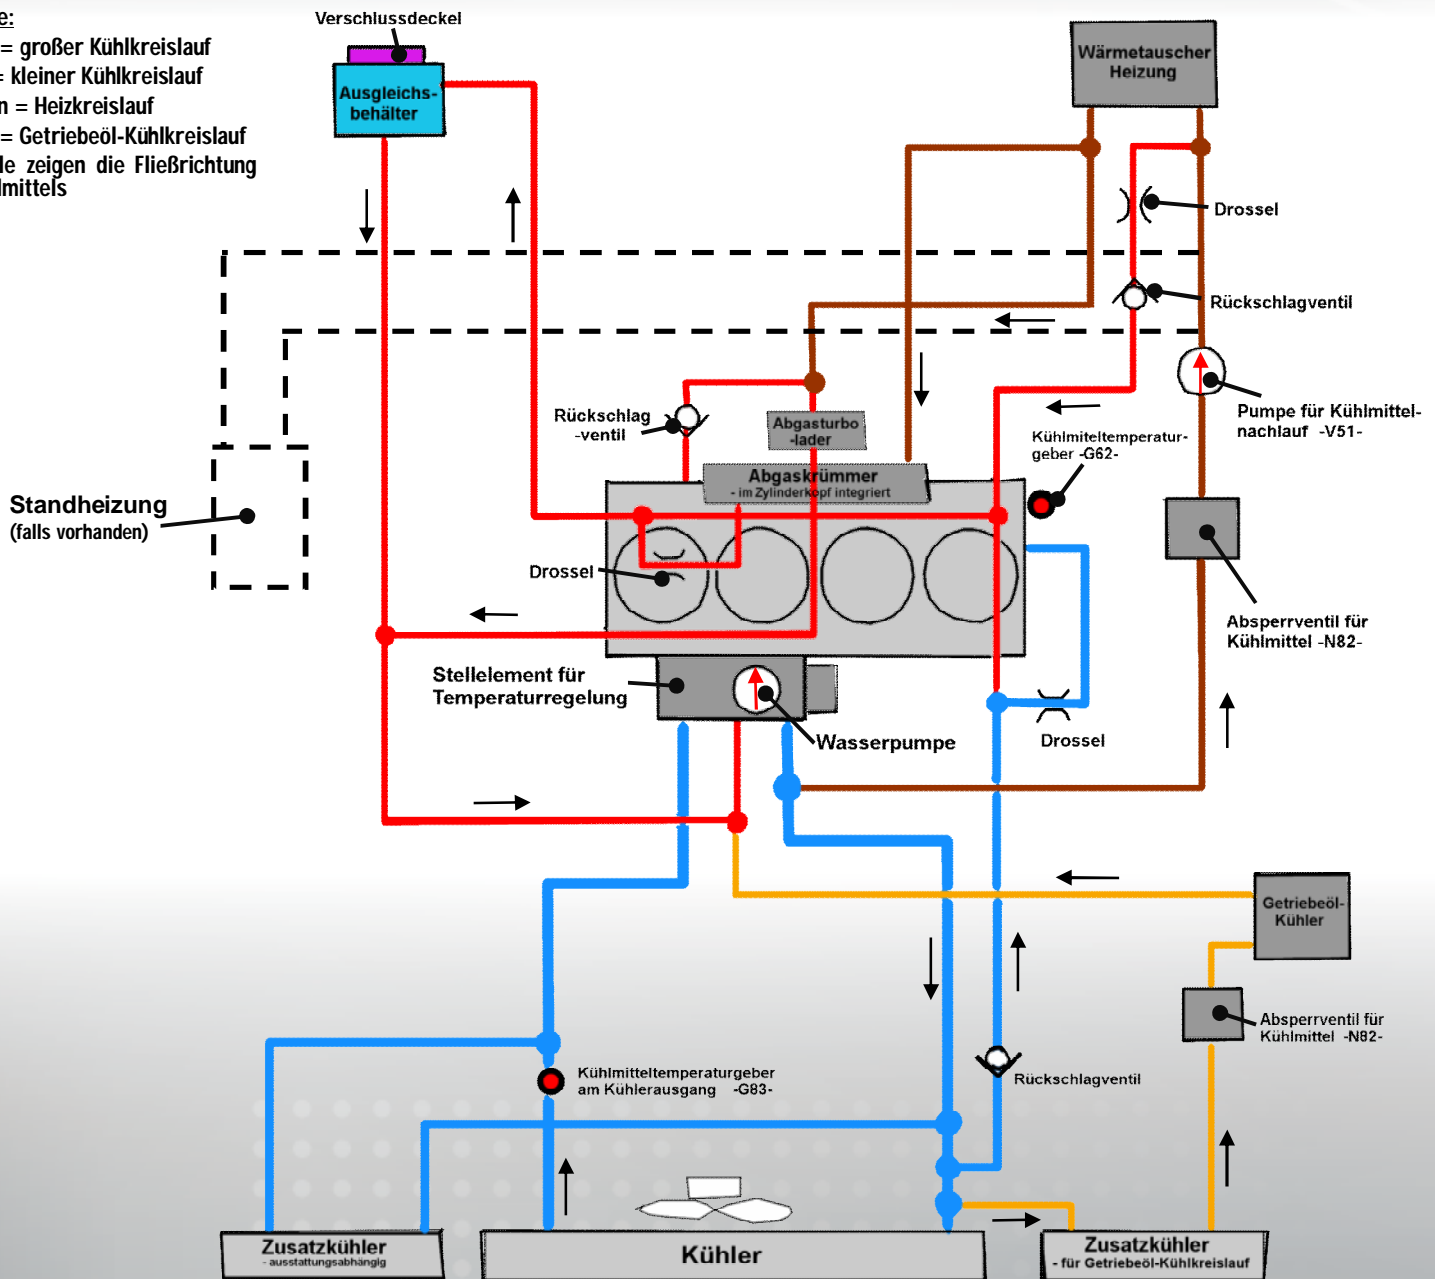 e:
= großer Kühlkreislauf
= kleiner Kühlkreislauf
n = Heizkreislauf
= Getriebeöl-Kühlkreislauf
le zeigen die Fließrichtung
lmittels
Verschlussdeckel
Ausgleichs-
behälter
Wärmetauscher
Heizung
Drossel
Rückschlagventil
Pumpe für Kühlmittel-
nachlauf -V51-
Rückschlag
-ventil
Abgasturbo
-lader
Kühlmiteltemperatur-
geber -G62-
Abgaskrümmer
- im Zylinderkopf integriert
Standheizung
(falls vorhanden)
Drossel
Absperrventil für
Kühlmittel -N82-
Stellelement für
Temperaturregelung
Wasserpumpe
Drossel
Getriebeöl-
Kühler
Absperrventil für
Kühlmittel -N82-
Kühlmitteltemperaturgeber
am Kühlerausgang -G83-
Rückschlagventil
Zusatzkühler
- ausstattungsabhängig
Kühler
Zusatzkühler
- für Getriebeöl-Kühlkreislauf